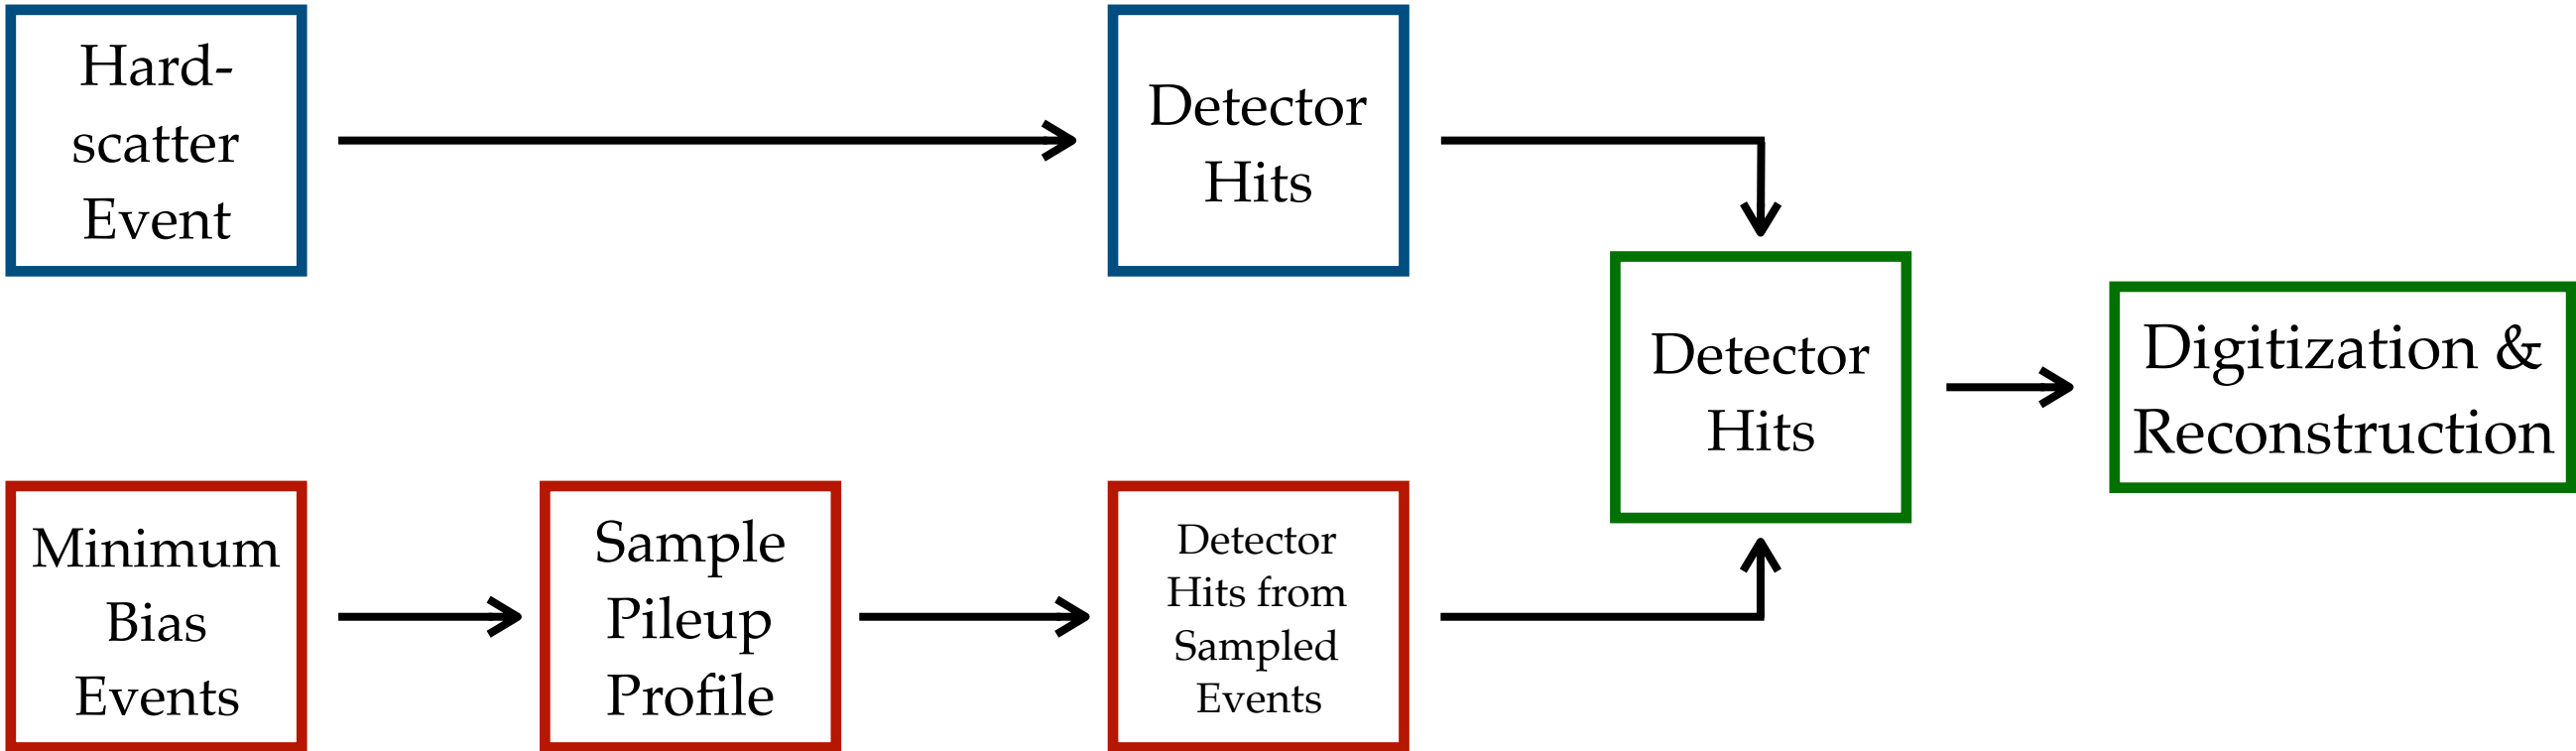 Hard-
scatter
Event
Detector
Hits
Detector
Hits
Digitization &
Reconstruction
Minimum
Bias
Events
Sample
Pileup
Profile
Detector
Hits from
Sampled
Events